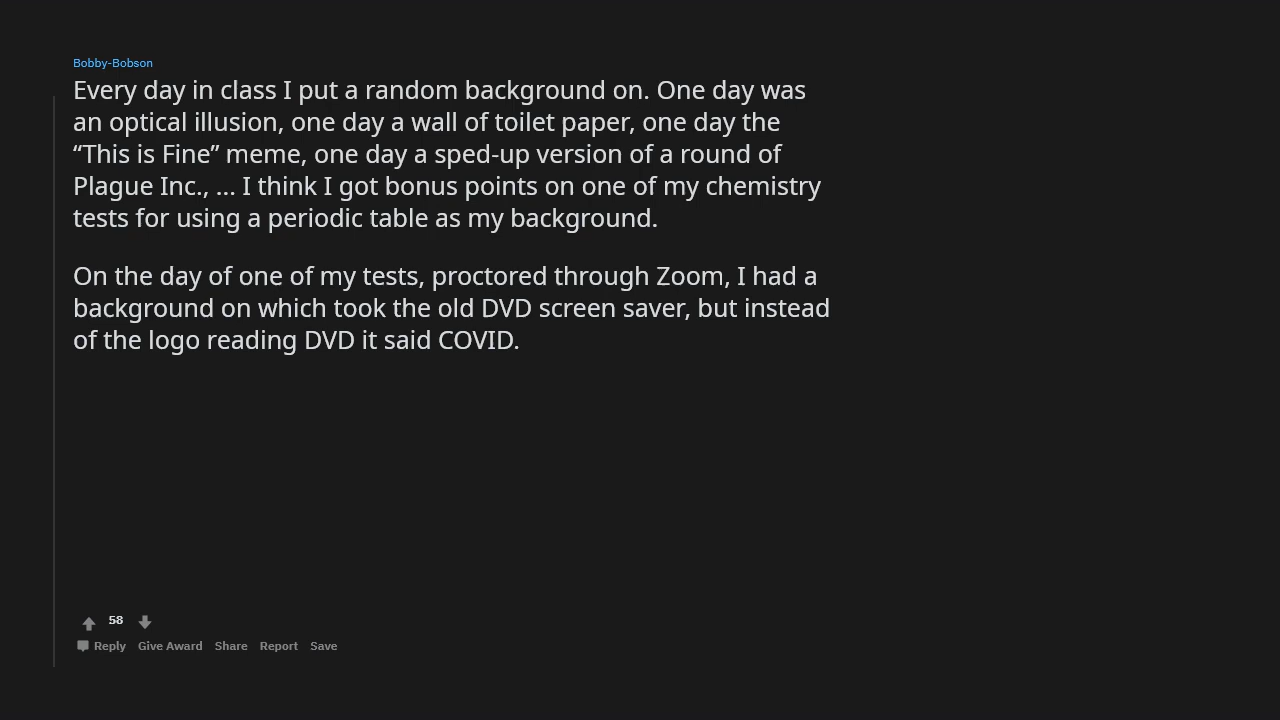 Bobby-Bobson
Every day in class I put a random background on. One day was
an optical illusion, one day a wall of toilet paper, one day the
“This is Fine” meme, one day a sped-up version of a round of
Plague Inc., ... I think I got bonus points on one of my chemistry
tests for using a periodic table as my background.
On the day of one of my tests, proctored through Zoom, I had a
background on which took the old DVD screen saver, but instead
of the logo reading DVD it said COVID.
58
Reply Give Award Share Report Save